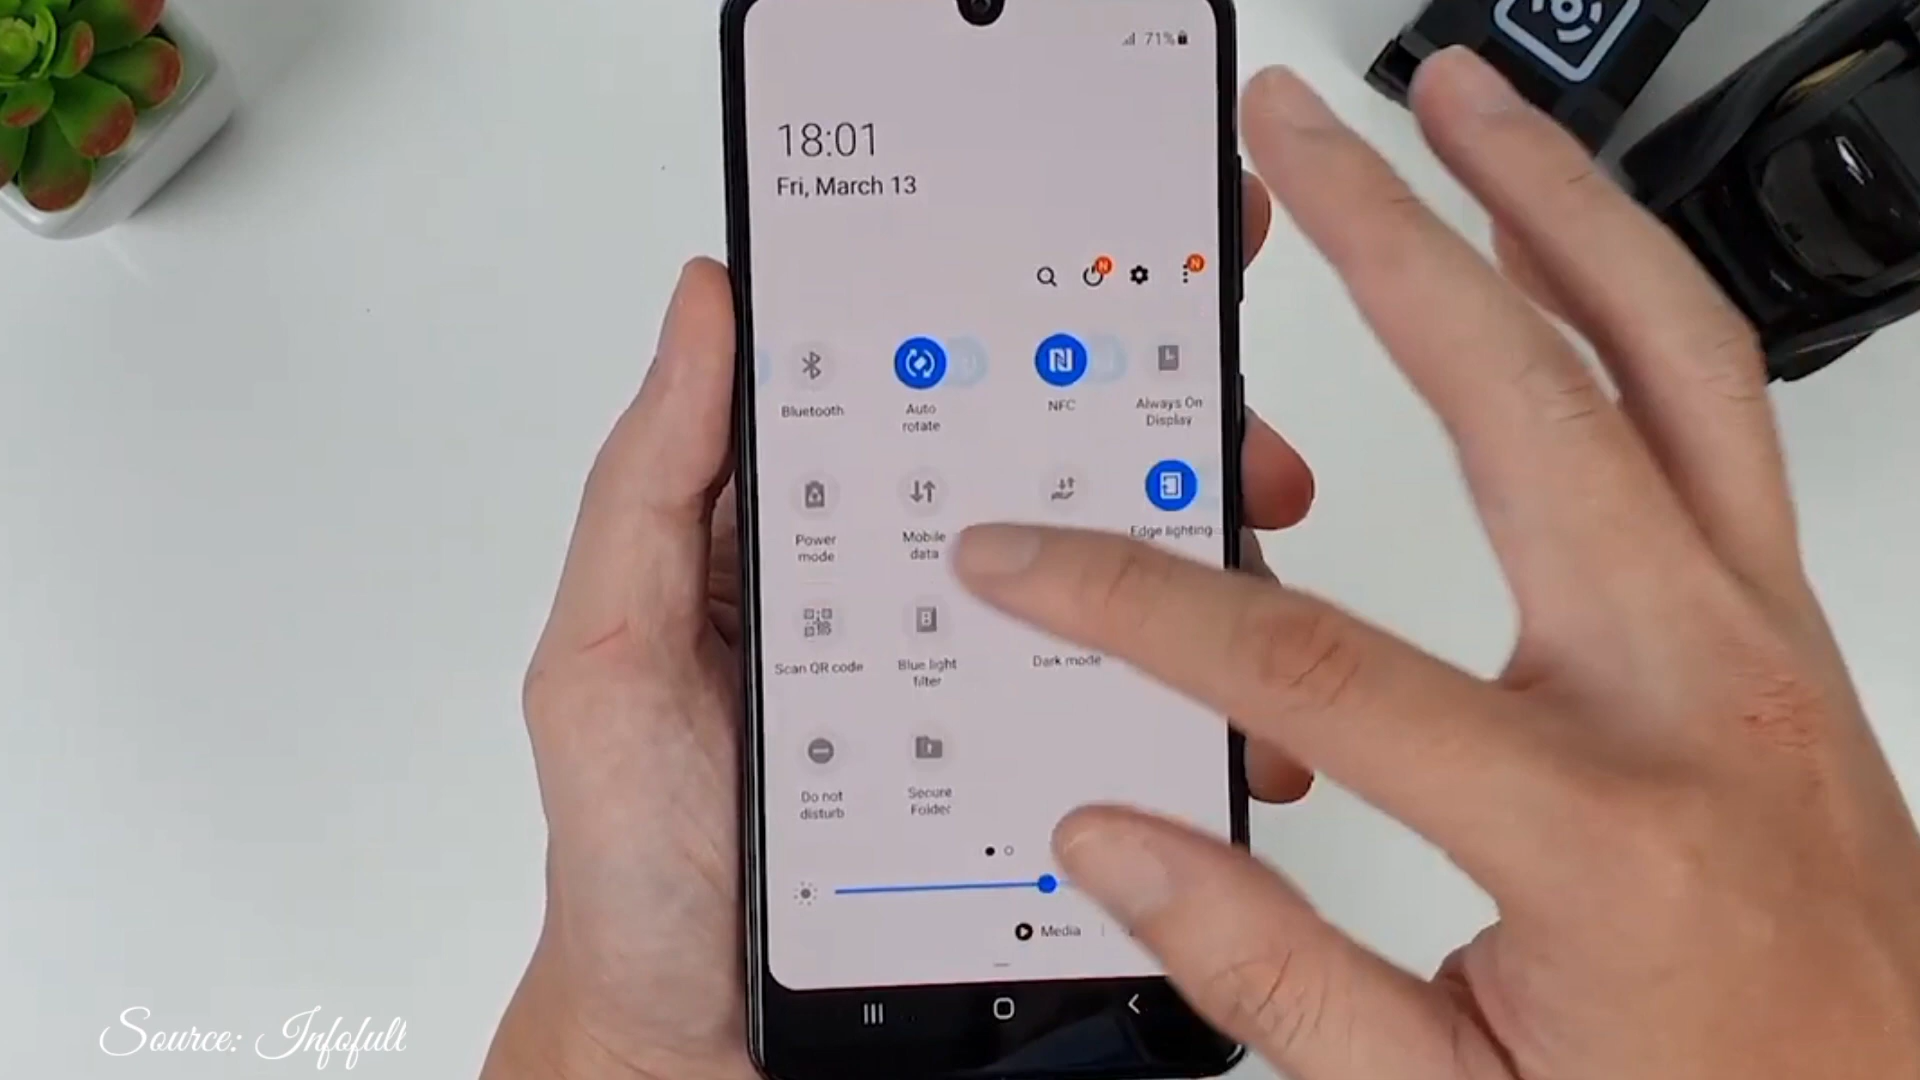 71%
18:01
Fri, March 13
N
N
Bluetooth
Auto
rotate
NFC
Always On
Display
Power
mode
Mobile
data
Edge lighting
Scan QR code
Blue light
filter
Dark mode
Do not
disturb
Secure
Folder
Media
Source: Infofull